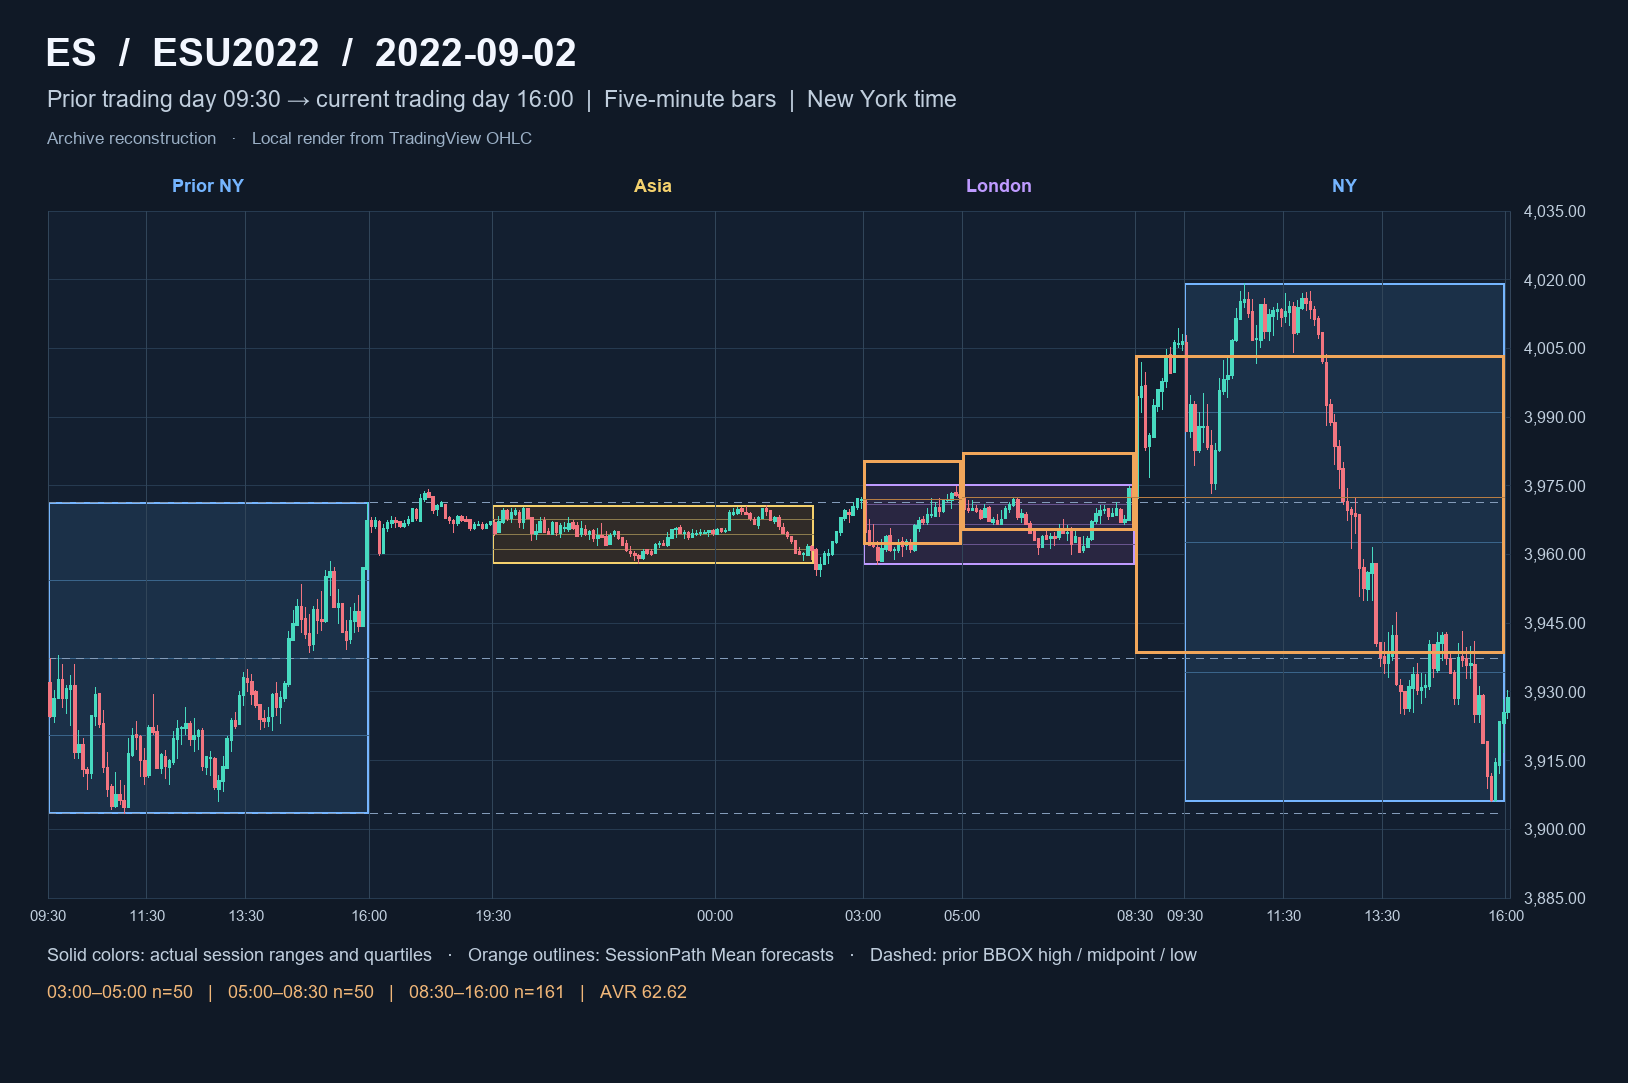 ES / ESU2022 / 2022-09-02
Prior trading day 09:30 → current trading day 16:00 | Five-minute bars | New York time
Archive reconstruction · Local render from TradingView OHLC
Prior NY Asia London NY
4,035.00
4,020.00
4,005.00
3,990.00
3,975.00
3,960.00
3,945.00
3,930.00
3,915.00
3,900.00
3,885.00
09:30 11:30 13:30 16:00 19:30 00:00 03:00 05:00 08:30 09:30 11:30 13:30 16:00
Solid colors: actual session ranges and quartiles · Orange outlines: SessionPath Mean forecasts · Dashed: prior BBOX high / midpoint / low
03:00–05:00 n=50 | 05:00–08:30 n=50 | 08:30–16:00 n=161 | AVR 62.62